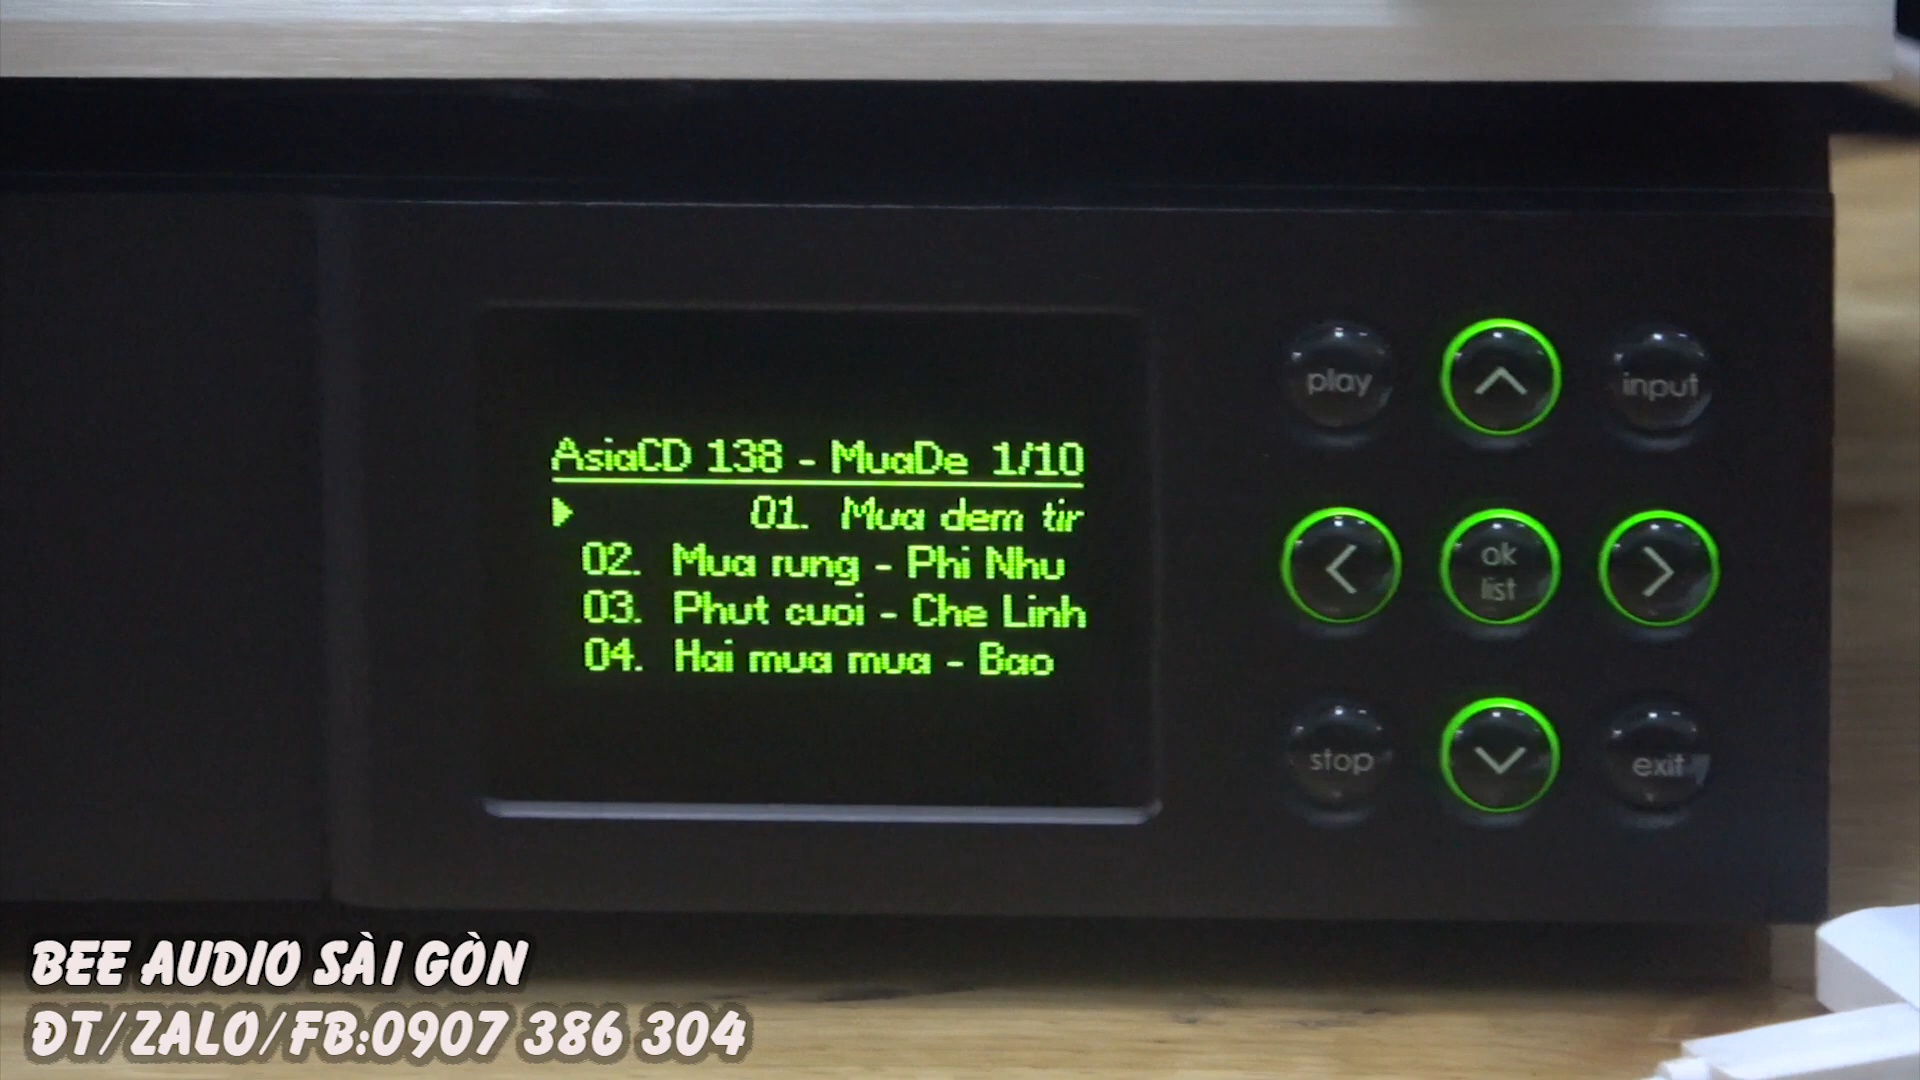 AsiaCD 138 - MuaDe 1/10
01. Mua dem tir
02. Mua rung - Phi Nhu
03. Phut cuoi - Che Linh
04. Hai mua mua - Bao
play
input
ok
list
stop
exit
BEE AUDIO SÀI GÒN
ĐT/ZALO/FB:0907 386 304